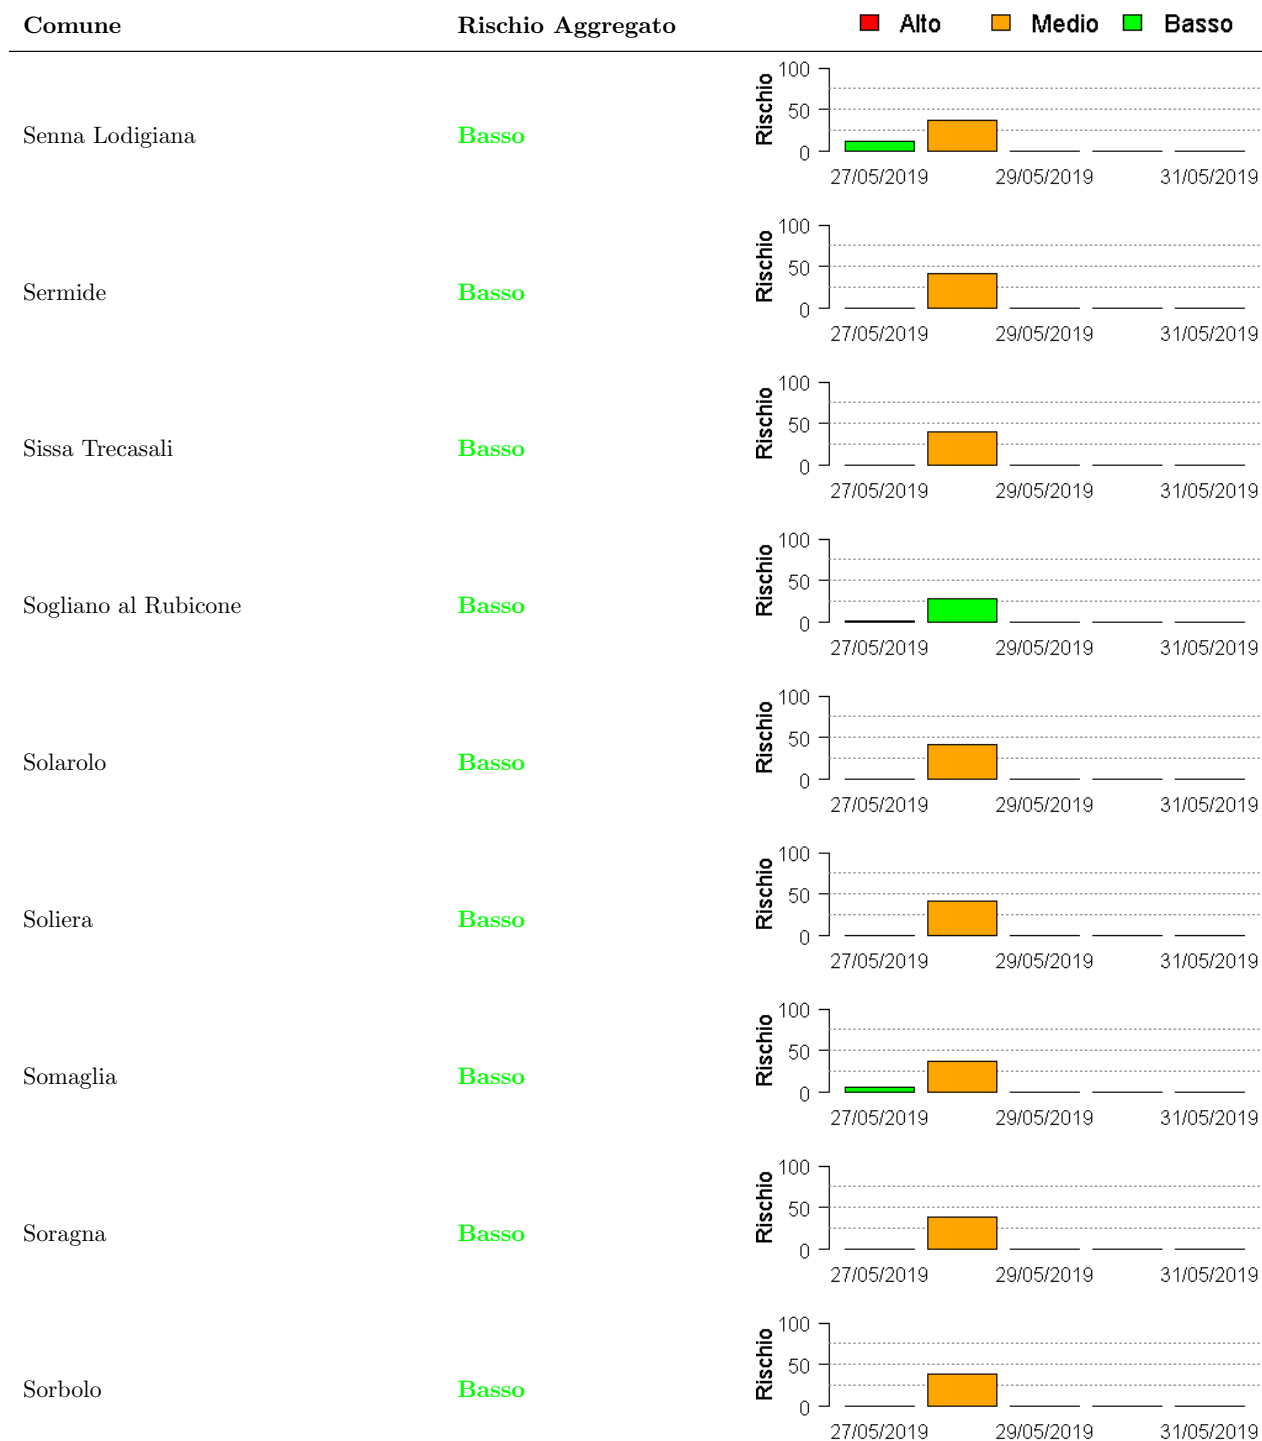 Comune Rischio Aggregato Alto Medio Basso
Senna Lodigiana Basso Rischio 100 50 0
27/05/2019 29/05/2019 31/05/2019
Sermide Basso Rischio 100 50 0
27/05/2019 29/05/2019 31/05/2019
Sissa Trecasali Basso Rischio 100 50 0
27/05/2019 29/05/2019 31/05/2019
Sogliano al Rubicone Basso Rischio 100 50 0
27/05/2019 29/05/2019 31/05/2019
Solarolo Basso Rischio 100 50 0
27/05/2019 29/05/2019 31/05/2019
Soliera Basso Rischio 100 50 0
27/05/2019 29/05/2019 31/05/2019
Somaglia Basso Rischio 100 50 0
27/05/2019 29/05/2019 31/05/2019
Soragna Basso Rischio 100 50 0
27/05/2019 29/05/2019 31/05/2019
Sorbolo Basso Rischio 100 50 0
27/05/2019 29/05/2019 31/05/2019